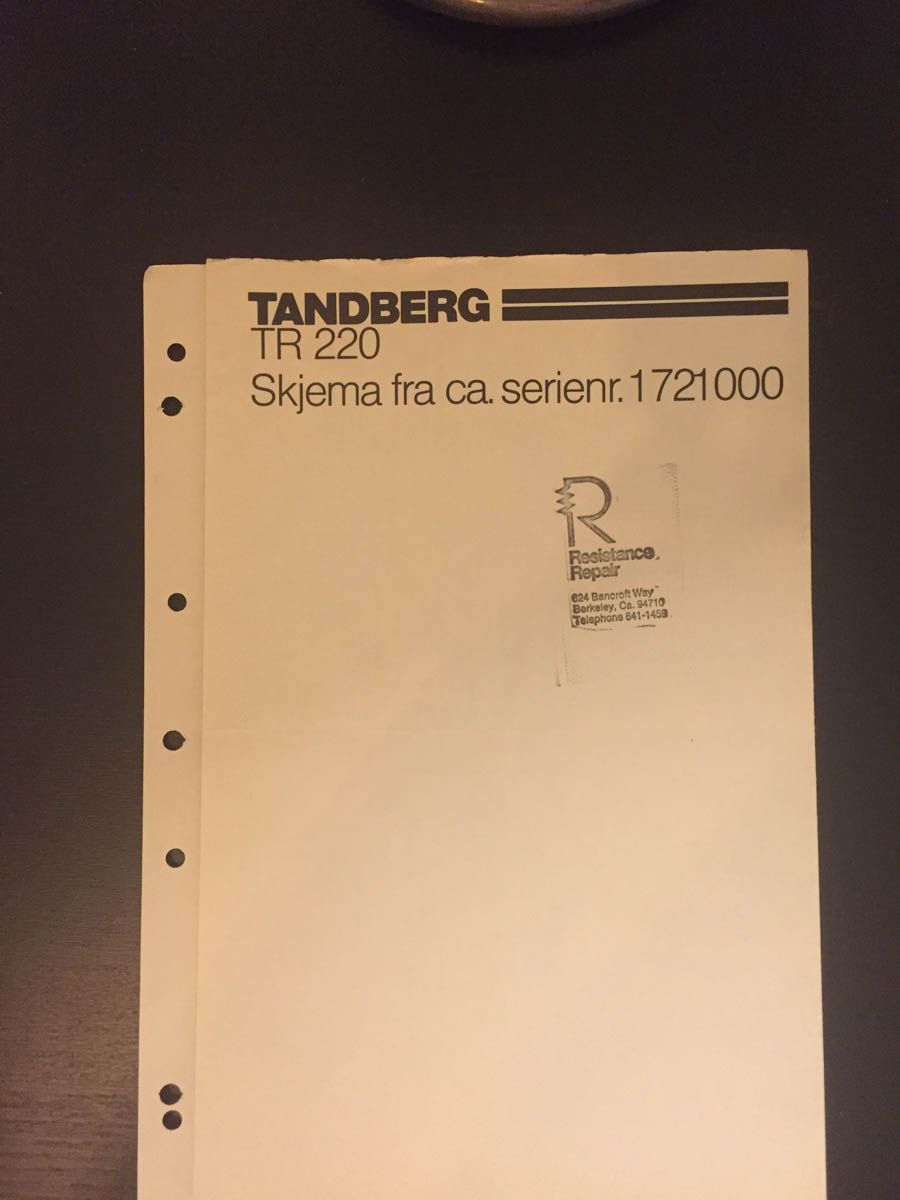 TANDBERG
TR 220
Skjema fra ca. serienr. 1721000
R
Resistance
Repair
624 Bancroft Way
Berkeley, Ca. 94710
Telephone 841-1459